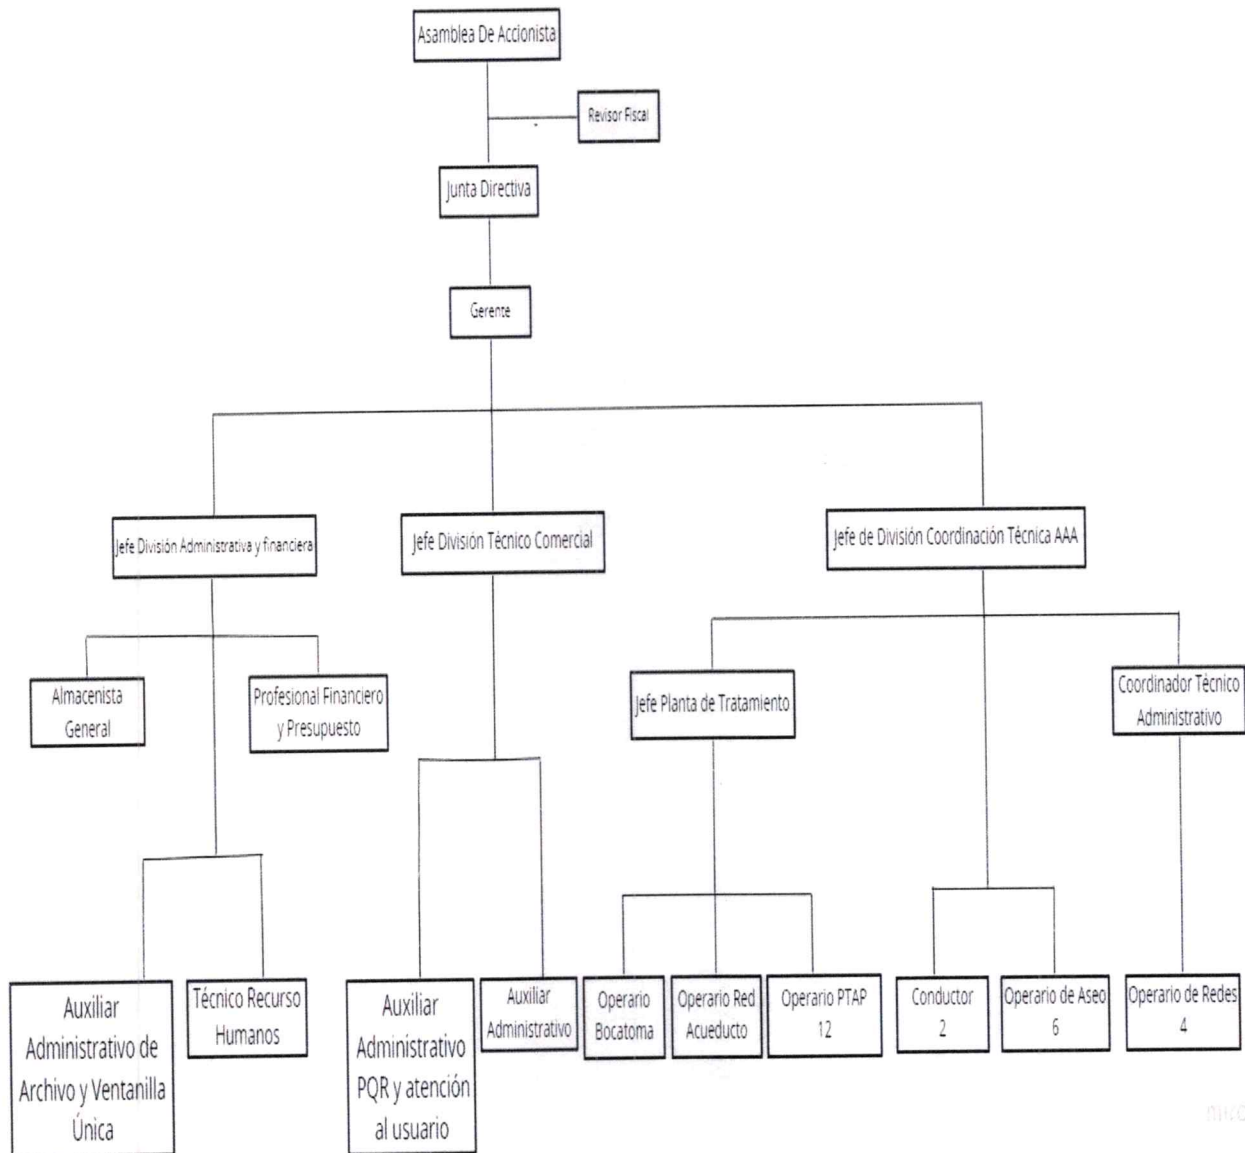 Asamblea De Accionista
Revisor Fiscal
Junta Directiva
Gerente
Jefe División Administrativa y financiera
Jefe División Técnico Comercial
Jefe de División Coordinación Técnica AAA
Almacenista
General
Profesional Financiero
y Presupuesto
Jefe Planta de Tratamiento
Coordinador Técnico
Administrativo
Auxiliar
Administrativo de
Archivo y Ventanilla
Única
Técnico Recurso
Humanos
Auxiliar
Administrativo
PQR y atención
al usuario
Auxiliar
Administrativo
Operario
Bocatoma
Operario Red
Acueducto
Operario PTAP
12
Conductor
2
Operario de Aseo
6
Operario de Redes
4